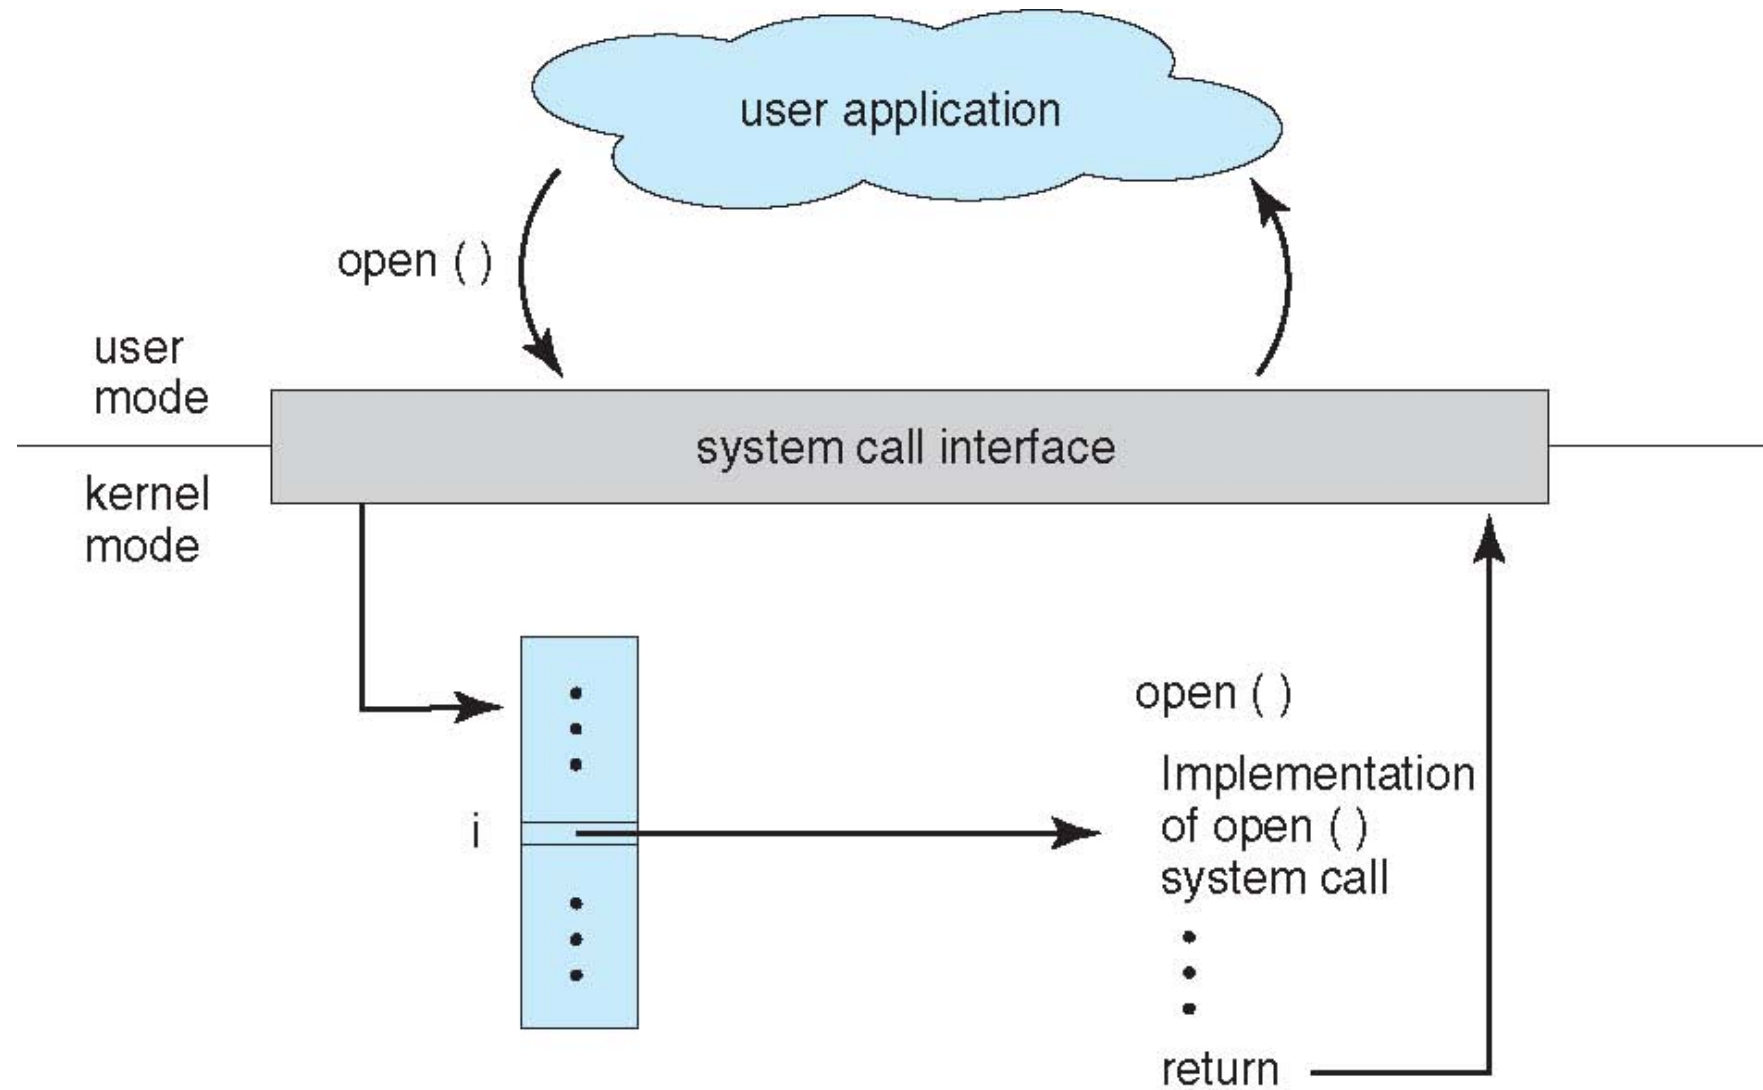 user application
open ( )
user
mode
system call interface
kernel
mode
open ( )
Implementation
of open ( )
system call
i
return